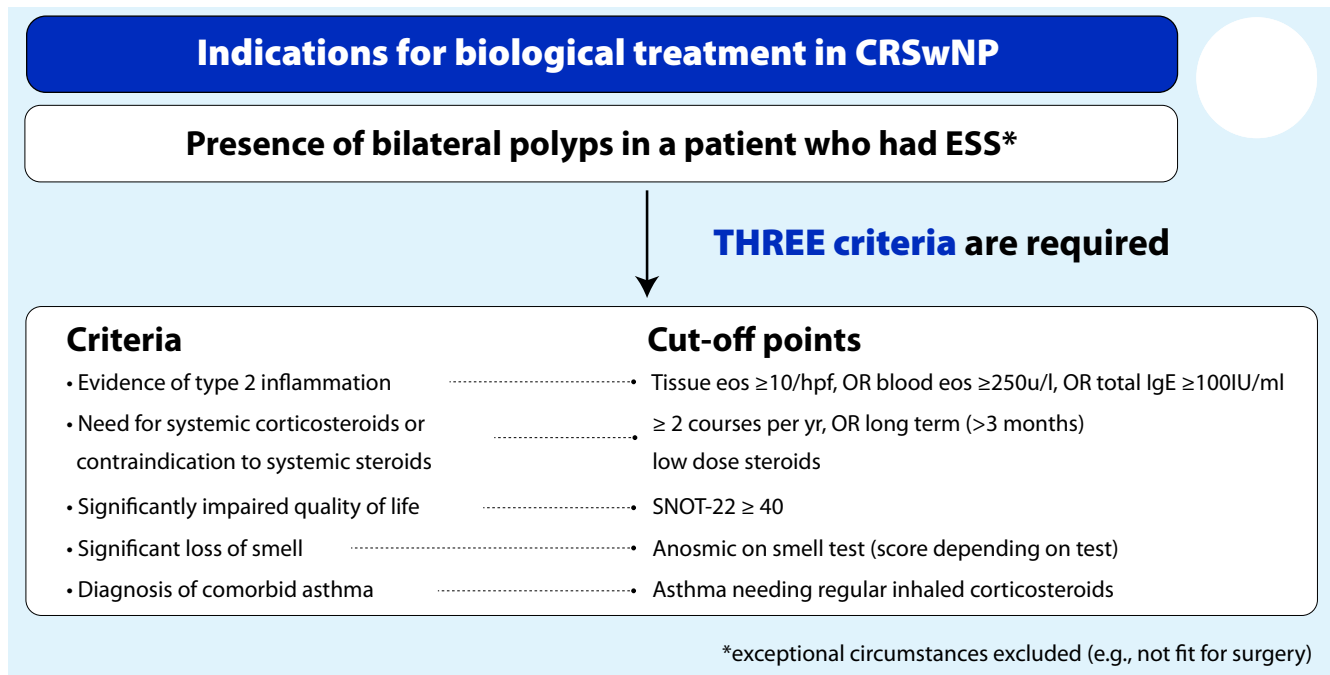 Indications for biological treatment in CRSwNP
Presence of bilateral polyps in a patient who had ESS*
THREE criteria are required
Criteria
Cut-off points
• Evidence of type 2 inflammation
Tissue eos ≥10/hpf, OR blood eos ≥250u/l, OR total IgE ≥100IU/ml
• Need for systemic corticosteroids or
contraindication to systemic steroids
≥ 2 courses per yr, OR long term (>3 months)
low dose steroids
• Significantly impaired quality of life
SNOT-22 ≥ 40
• Significant loss of smell
Anosmic on smell test (score depending on test)
• Diagnosis of comorbid asthma
Asthma needing regular inhaled corticosteroids
*exceptional circumstances excluded (e.g., not fit for surgery)